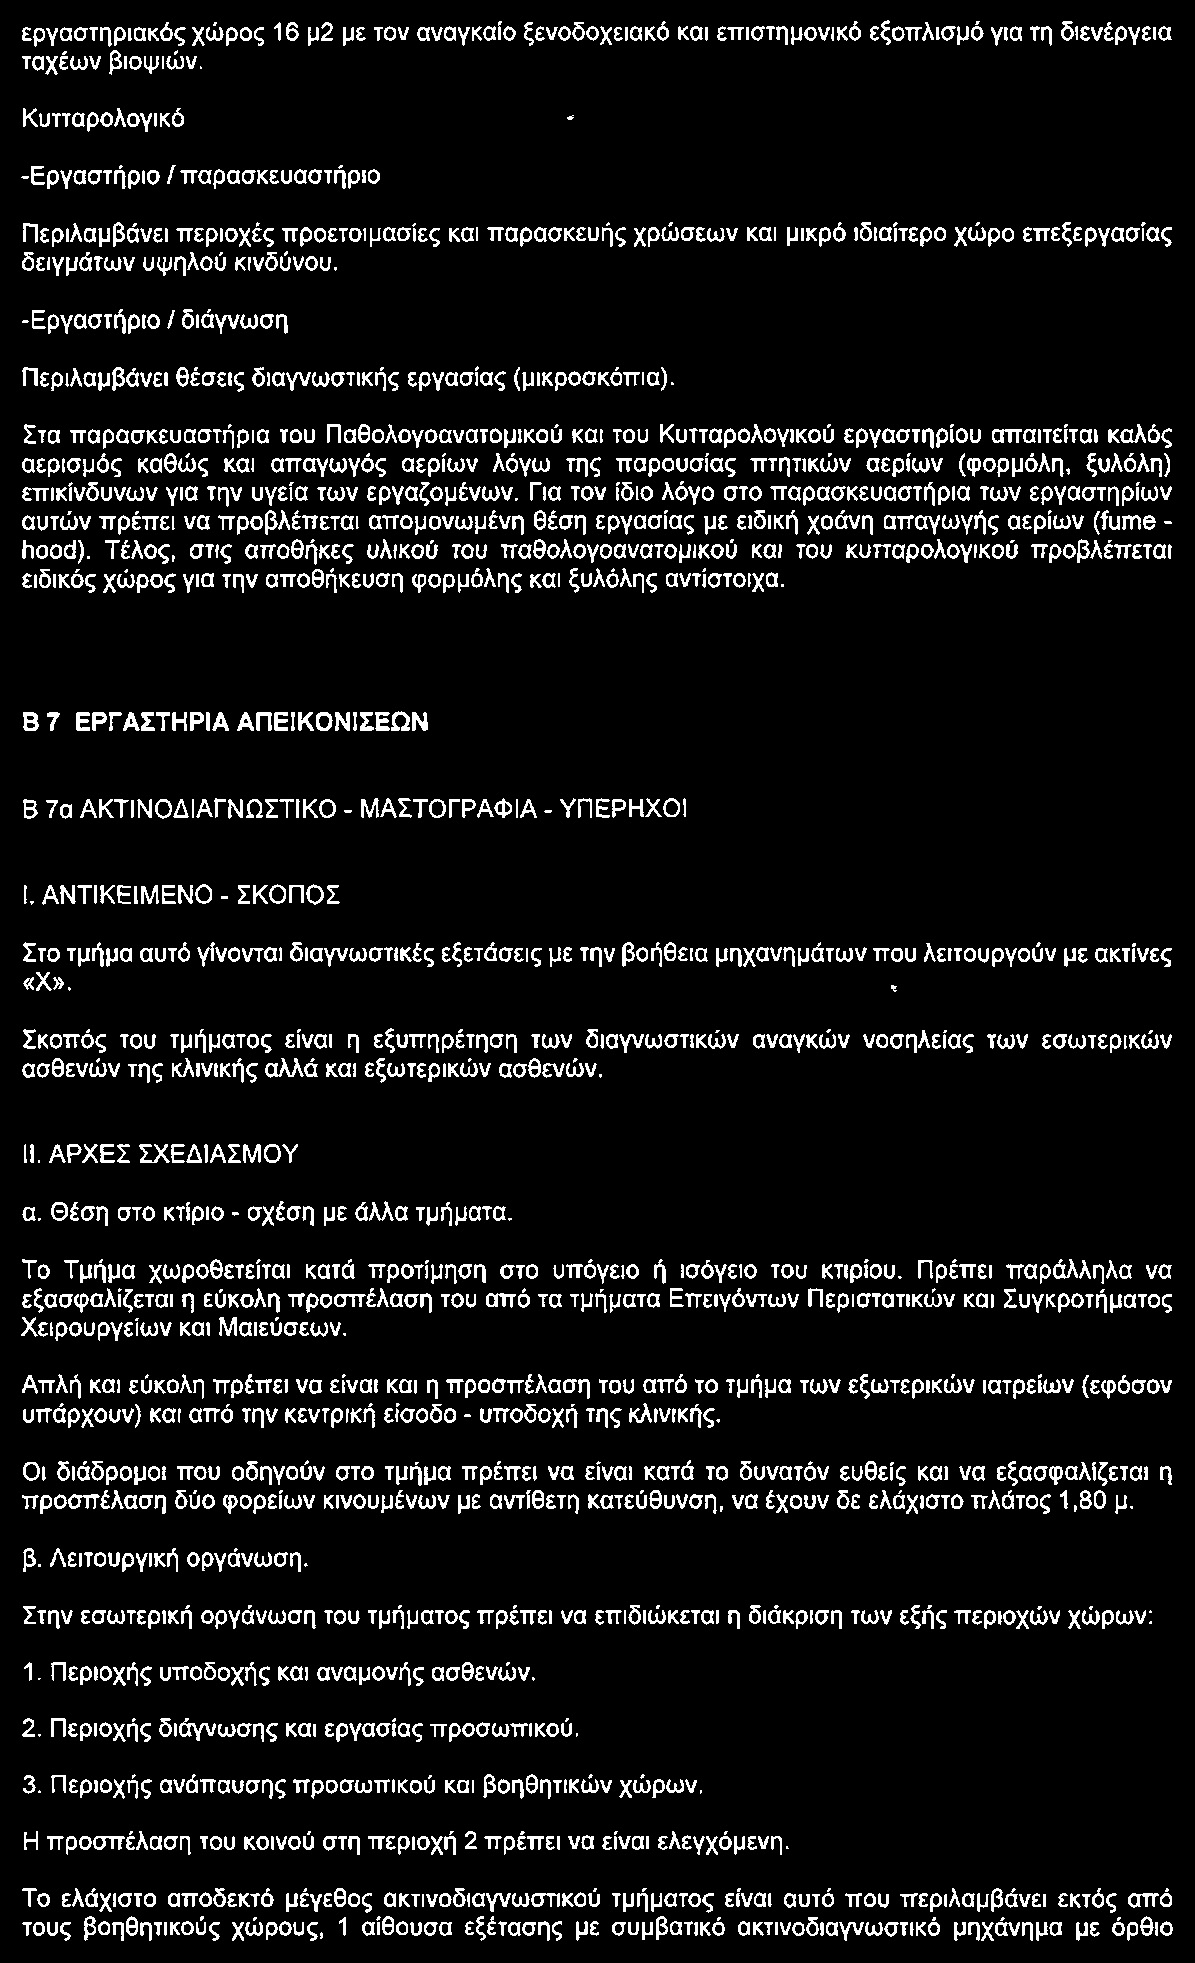 εργαστηριακός χώρος 16 μ2 με τον αναγκαίο ξενοδοχειακό και επιστημονικό εξοπλισμό για τη διενέργεια
ταχέων βιοψιών.
Κυτταρολογικό
-Εργαστήριο / παρασκευαστήριο
Περιλαμβάνει περιοχές προετοιμασίες και παρασκευής χρώσεων και μικρό ιδιαίτερο χώρο επεξεργασίας
δειγμάτων υψηλού κινδύνου.
-Εργαστήριο / διάγνωση
Περιλαμβάνει θέσεις διαγνωστικής εργασίας (μικροσκόπια).
Στα παρασκευαστήρια του Παθολογοανατομικού και του Κυτταρολογικού εργαστηρίου απαιτείται καλός
αερισμός καθώς και απαγωγός αερίων λόγω της παρουσίας πτητικών αερίων (φορμόλη, ξυλόλη)
επικίνδυνων για την υγεία των εργαζομένων. Για τον ίδιο λόγο στο παρασκευαστήρια των εργαστηρίων
αυτών πρέπει να προβλέπεται απομονωμένη θέση εργασίας με ειδική χοάνη απαγωγής αερίων (fume -
hood). Τέλος, στις αποθήκες υλικού του παθολογοανατομικού και του κυτταρολογικού προβλέπεται
ειδικός χώρος για την αποθήκευση φορμόλης και ξυλόλης αντίστοιχα.
Β 7 ΕΡΓΑΣΤΗΡΙΑ ΑΠΕΙΚΟΝΙΣΕΩΝ
Β 7α ΑΚΤΙΝΟΔΙΑΓΝΩΣΤΙΚΟ - ΜΑΣΤΟΓΡΑΦΙΑ - ΥΠΕΡΗΧΟΙ
Ι. ΑΝΤΙΚΕΙΜΕΝΟ - ΣΚΟΠΟΣ
Στο τμήμα αυτό γίνονται διαγνωστικές εξετάσεις με την βοήθεια μηχανημάτων που λειτουργούν με ακτίνες
«Χ».
Σκοπός του τμήματος είναι η εξυπηρέτηση των διαγνωστικών αναγκών νοσηλείας των εσωτερικών
ασθενών της κλινικής αλλά και εξωτερικών ασθενών.
ΙΙ. ΑΡΧΕΣ ΣΧΕΔΙΑΣΜΟΥ
α. Θέση στο κτίριο - σχέση με άλλα τμήματα.
Το Τμήμα χωροθετείται κατά προτίμηση στο υπόγειο ή ισόγειο του κτιρίου. Πρέπει παράλληλα να
εξασφαλίζεται η εύκολη προσπέλαση του από τα τμήματα Επειγόντων Περιστατικών και Συγκροτήματος
Χειρουργείων και Μαιεύσεων.
Απλή και εύκολη πρέπει να είναι και η προσπέλαση του από το τμήμα των εξωτερικών ιατρείων (εφόσον
υπάρχουν) και από την κεντρική είσοδο - υποδοχή της κλινικής.
Οι διάδρομοι που οδηγούν στο τμήμα πρέπει να είναι κατά το δυνατόν ευθείς και να εξασφαλίζεται η
προσπέλαση δύο φορείων κινουμένων με αντίθετη κατεύθυνση, να έχουν δε ελάχιστο πλάτος 1,80 μ.
β. Λειτουργική οργάνωση.
Στην εσωτερική οργάνωση του τμήματος πρέπει να επιδιώκεται η διάκριση των εξής περιοχών χώρων:
1. Περιοχής υποδοχής και αναμονής ασθενών.
2. Περιοχής διάγνωσης και εργασίας προσωπικού.
3. Περιοχής ανάπαυσης προσωπικού και βοηθητικών χώρων.
Η προσπέλαση του κοινού στη περιοχή 2 πρέπει να είναι ελεγχόμενη.
Το ελάχιστο αποδεκτό μέγεθος ακτινοδιαγνωστικού τμήματος είναι αυτό που περιλαμβάνει εκτός από
τους βοηθητικούς χώρους, 1 αίθουσα εξέτασης με συμβατικό ακτινοδιαγνωστικό μηχάνημα με όρθιο